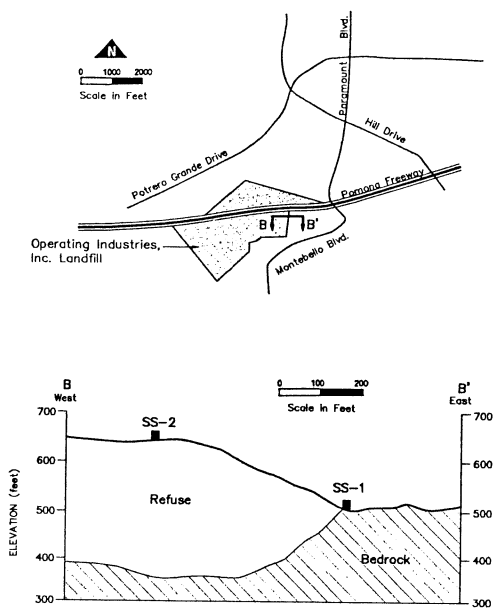 N
0 1000 2000
Scale in Feet
Paramount Blvd.
Hill Drive
Potrero Grande Drive
Pomona Freeway
B B'
Operating Industries,
Inc. Landfill
Montebello Blvd.
B
West
0 100 200
Scale in Feet
B'
East
700
SS-2
700
600
600
SS-1
Refuse
500
500
ELEVATION (feet)
400
Bedrock
400
300
300